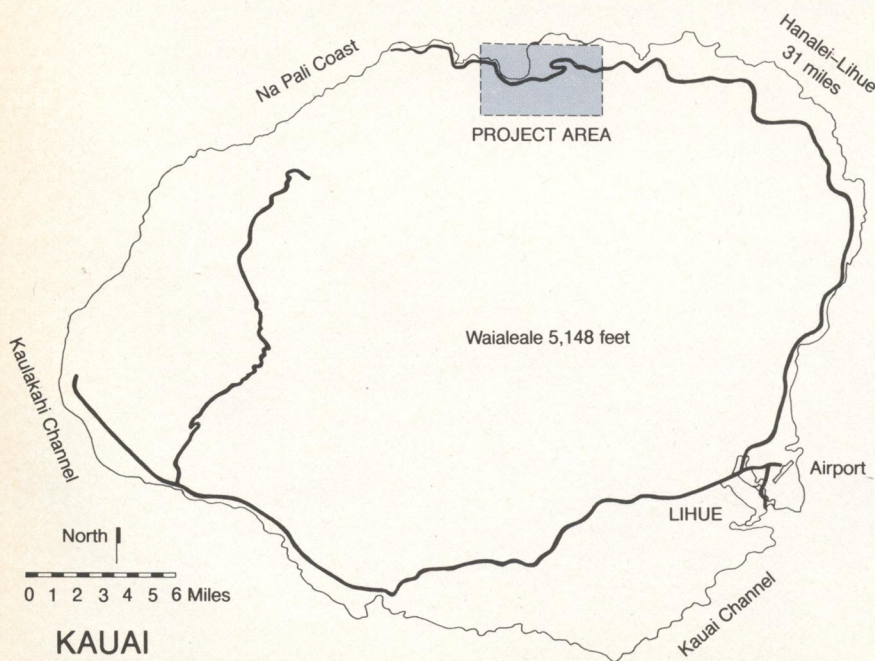 Hanalei–Lihue
31 miles
Na Pali Coast
PROJECT AREA
Waialeale 5,148 feet
Kaulakahi Channel
Airport
LIHUE
North
0 1 2 3 4 5 6 Miles
Kauai Channel
KAUAI